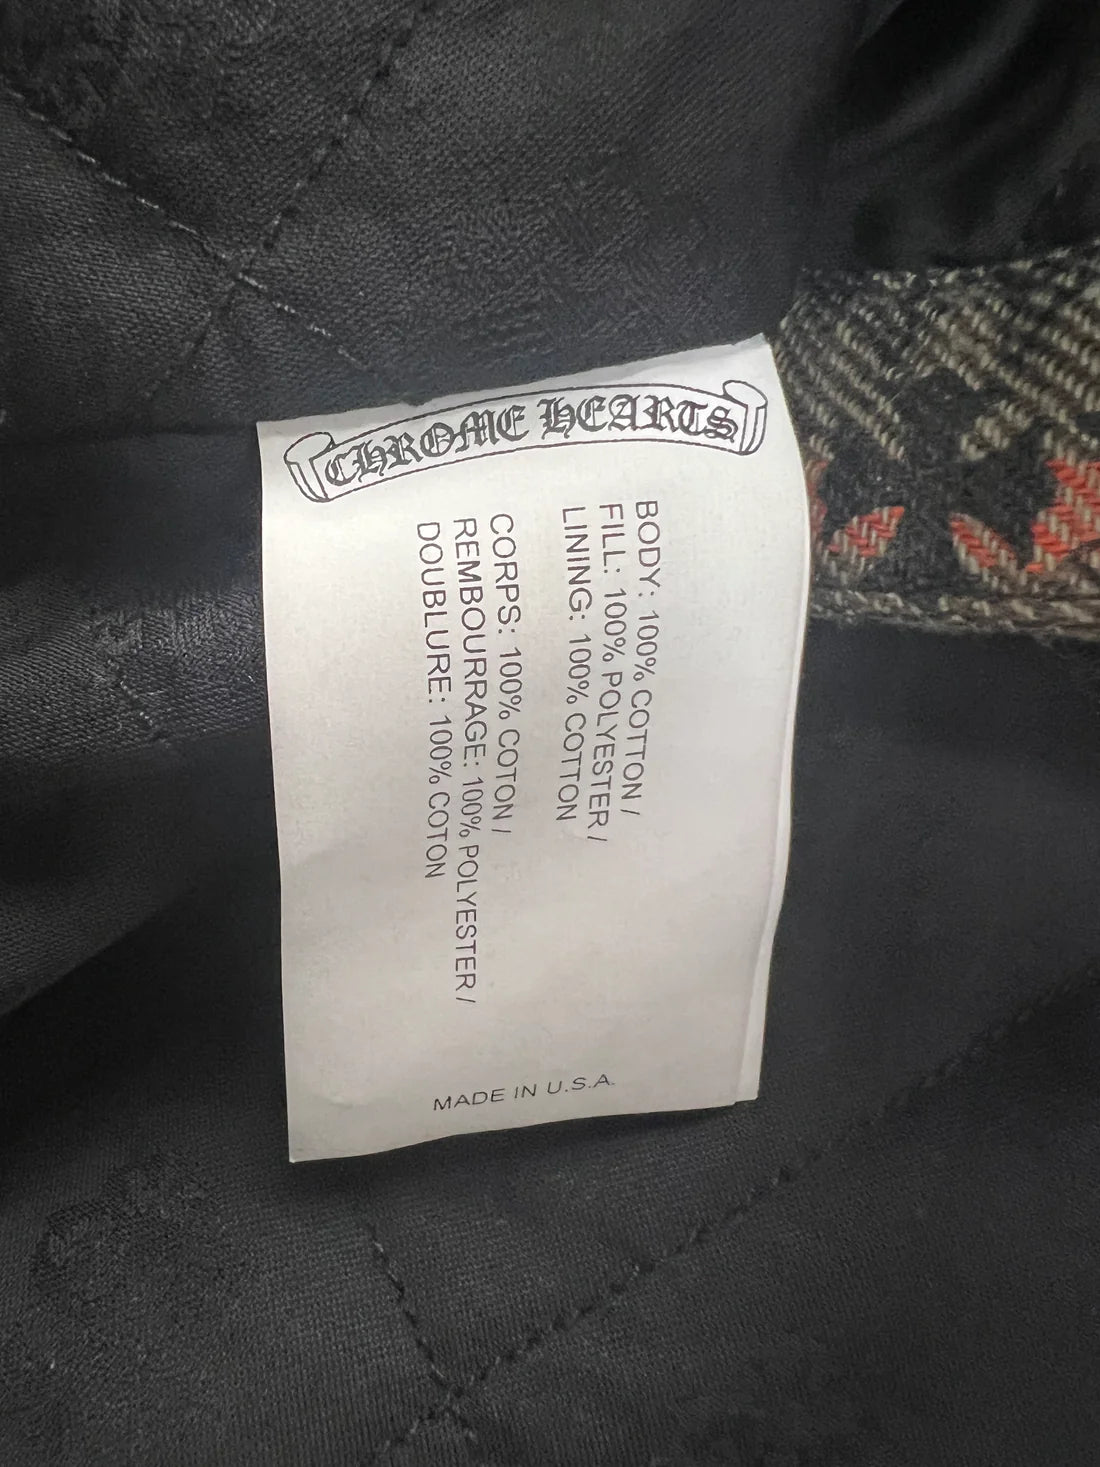 CHROME HEARTS
BODY: 100% COTTON /
FILL: 100% POLYESTER /
LINING: 100% COTTON
CORPS: 100% COTON /
REMBOURRAGE: 100% POLYESTER /
DOUBLURE: 100% COTON
MADE IN U.S.A.